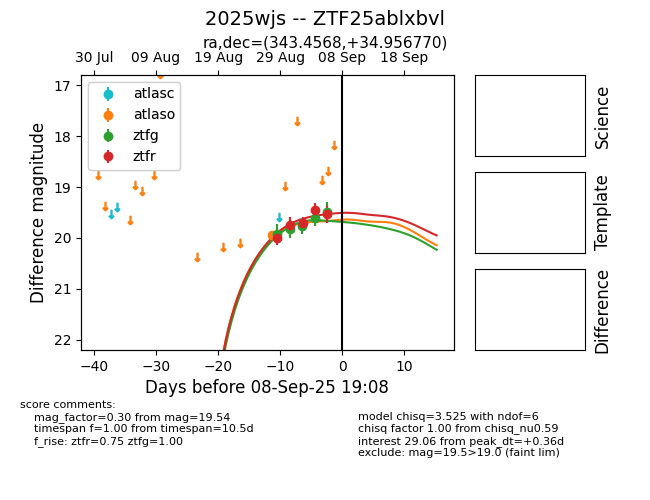 2025wjs -- ZTF25ablxbvl
ra,dec=(343.4568,+34.956770)
30 Jul 09 Aug 19 Aug 29 Aug 08 Sep 18 Sep
atlasc
atlaso
ztfg
ztfr
17
18
19
20
21
22
Difference magnitude
−40 −30 −20 −10 0 10
Days before 08-Sep-25 19:08
Science
Template
Difference
score comments:
mag_factor=0.30 from mag=19.54
timespan f=1.00 from timespan=10.5d
f_rise: ztfr=0.75 ztfg=1.00
model chisq=3.525 with ndof=6
chisq factor 1.00 from chisq_nu0.59
interest 29.06 from peak_dt=+0.36d
exclude: mag=19.5>19.0 (faint lim)